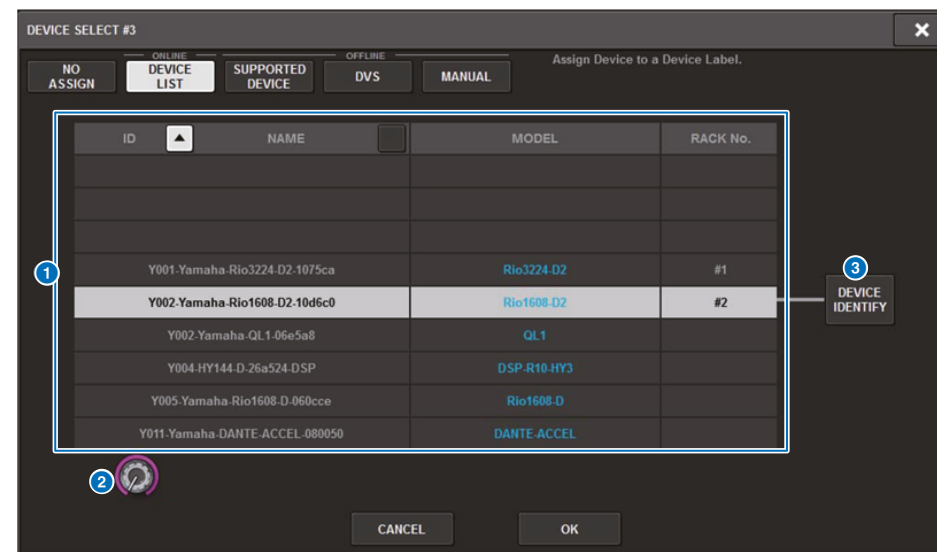 DEVICE SELECT #3
ONLINE OFFLINE
NO ASSIGN DEVICE LIST SUPPORTED DEVICE DVS MANUAL
Assign Device to a Device Label.
ID NAME MODEL RACK No.
Y001-Yamaha-Rio3224-D2-1075ca Rio3224-D2 #1
Y002-Yamaha-Rio1608-D2-10d6c0 Rio1608-D2 #2
Y002-Yamaha-QL1-06e5a8 QL1
Y004-HY144-D-26a524-DSP DSP-R10-HY3
Y005-Yamaha-Rio1608-D-060cce Rio1608-D
Y011-Yamaha-DANTE-ACCEL-080050 DANTE-ACCEL
1
3
DEVICE
IDENTIFY
2
CANCEL OK